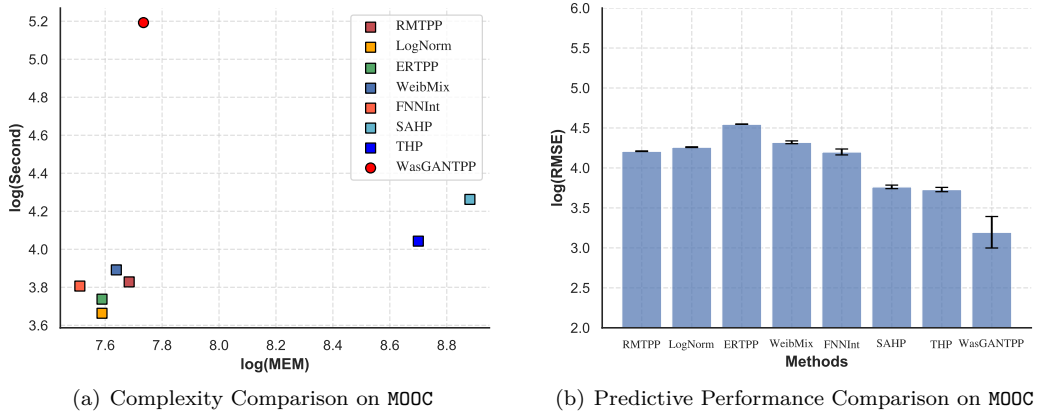 5.2
5.0
4.8
4.6
4.4
4.2
4.0
3.8
3.6
log(Second)
7.6
7.8
8.0
8.2
8.4
8.6
8.8
log(MEM)
RMTPP
LogNorm
ERTPP
WeibMix
FNNInt
SAHP
THP
WasGANTPP
(a) Complexity Comparison on MOOC
6.0
5.5
5.0
4.5
4.0
3.5
3.0
2.5
2.0
log(RMSE)
RMTPP LogNorm ERTPP WeibMix FNNInt SAHP THP WasGANTPP
Methods
(b) Predictive Performance Comparison on MOOC